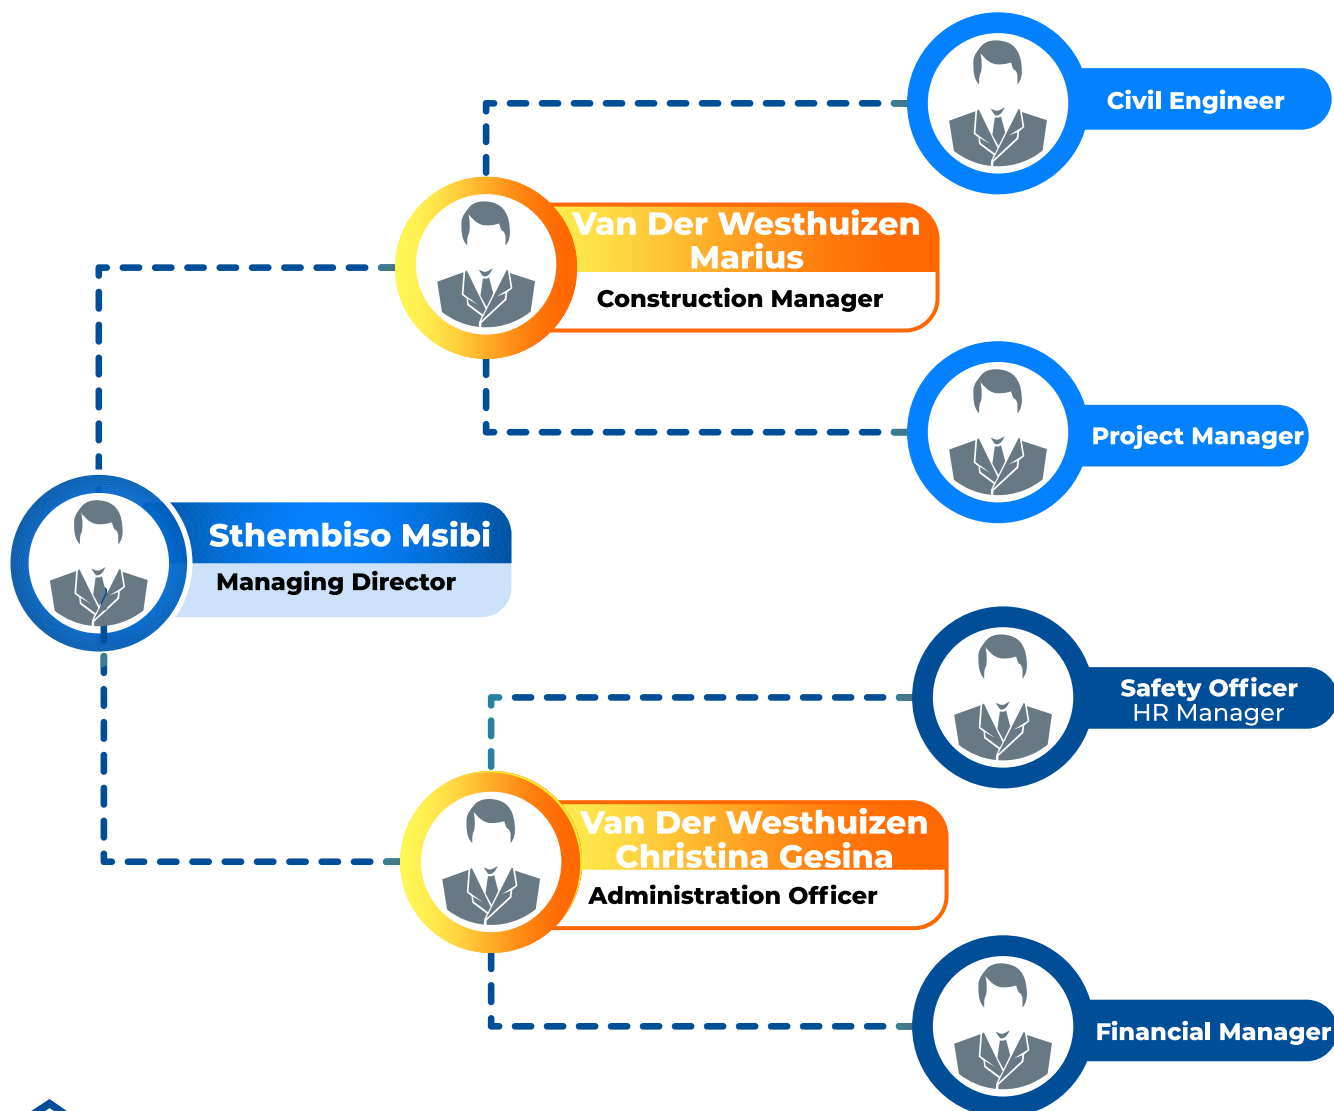 Civil Engineer
Van Der Westhuizen
Marius
Construction Manager
Project Manager
Sthembiso Msibi
Managing Director
Safety Officer
HR Manager
Van Der Westhuizen
Christina Gesina
Administration Officer
Financial Manager